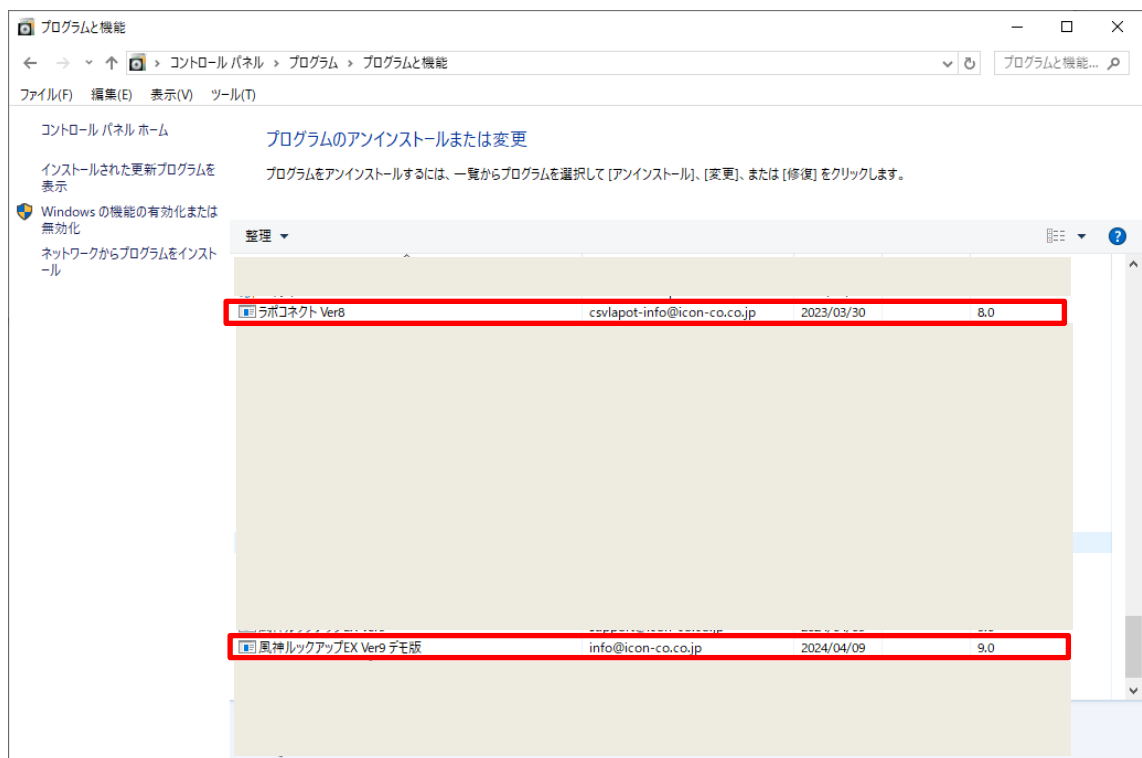 プログラムと機能
コントロール パネル › プログラム › プログラムと機能
プログラムと機能...
ファイル(F) 編集(E) 表示(V) ツール(T)
コントロール パネル ホーム
インストールされた更新プログラムを
表示
Windows の機能の有効化または
無効化
ネットワークからプログラムをインスト
ール
プログラムのアンインストールまたは変更
プログラムをアンインストールするには、一覧からプログラムを選択して [アンインストール]、[変更]、または [修復] をクリックします。
整理
ラポコネクト Ver8 csvlapot-info@icon-co.co.jp 2023/03/30 8.0
風神ルックアップEX Ver9 デモ版 info@icon-co.co.jp 2024/04/09 9.0